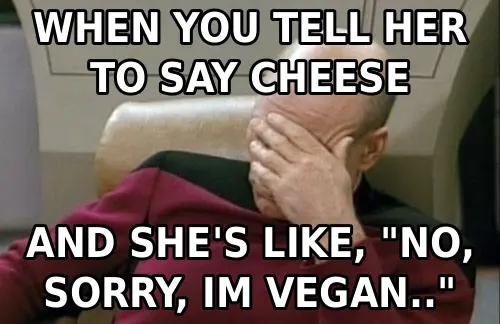 WHEN YOU TELL HER
TO SAY CHEESE
AND SHE'S LIKE, "NO,
SORRY, IM VEGAN.."